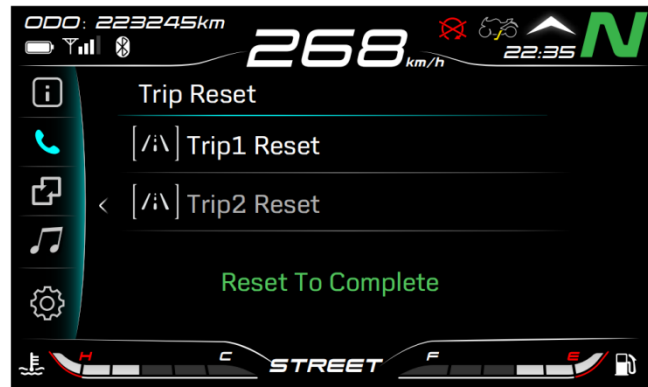 ODO: 223245km
268 km/h
22:35
N
Trip Reset
Trip1 Reset
Trip2 Reset
Reset To Complete
H C STREET F E